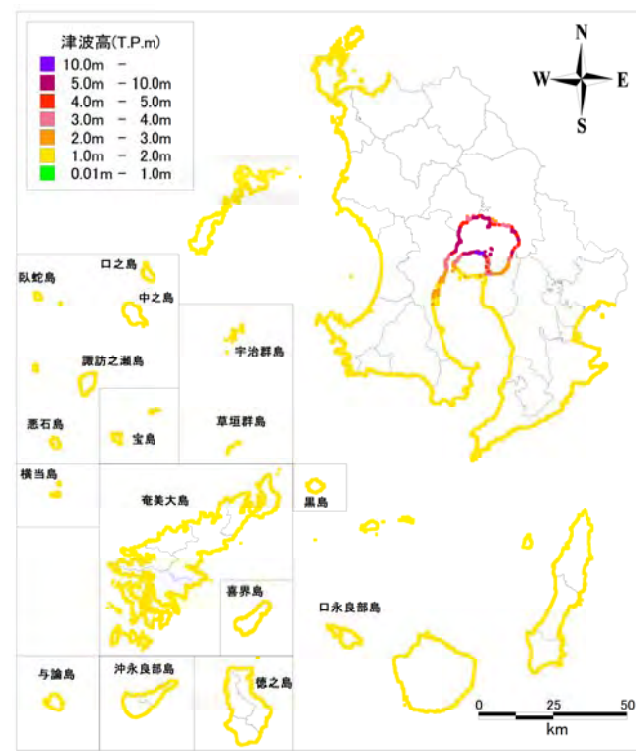 津波高(T.P.m)
10.0m －
5.0m － 10.0m
4.0m － 5.0m
3.0m － 4.0m
2.0m － 3.0m
1.0m － 2.0m
0.01m － 1.0m
N
W E
S
口之島
臥蛇島
中之島
宇治群島
諏訪之瀬島
悪石島
宝島
草垣群島
横当島
奄美大島
黒島
喜界島
口永良部島
与論島
沖永良部島
徳之島
0 25 50
km